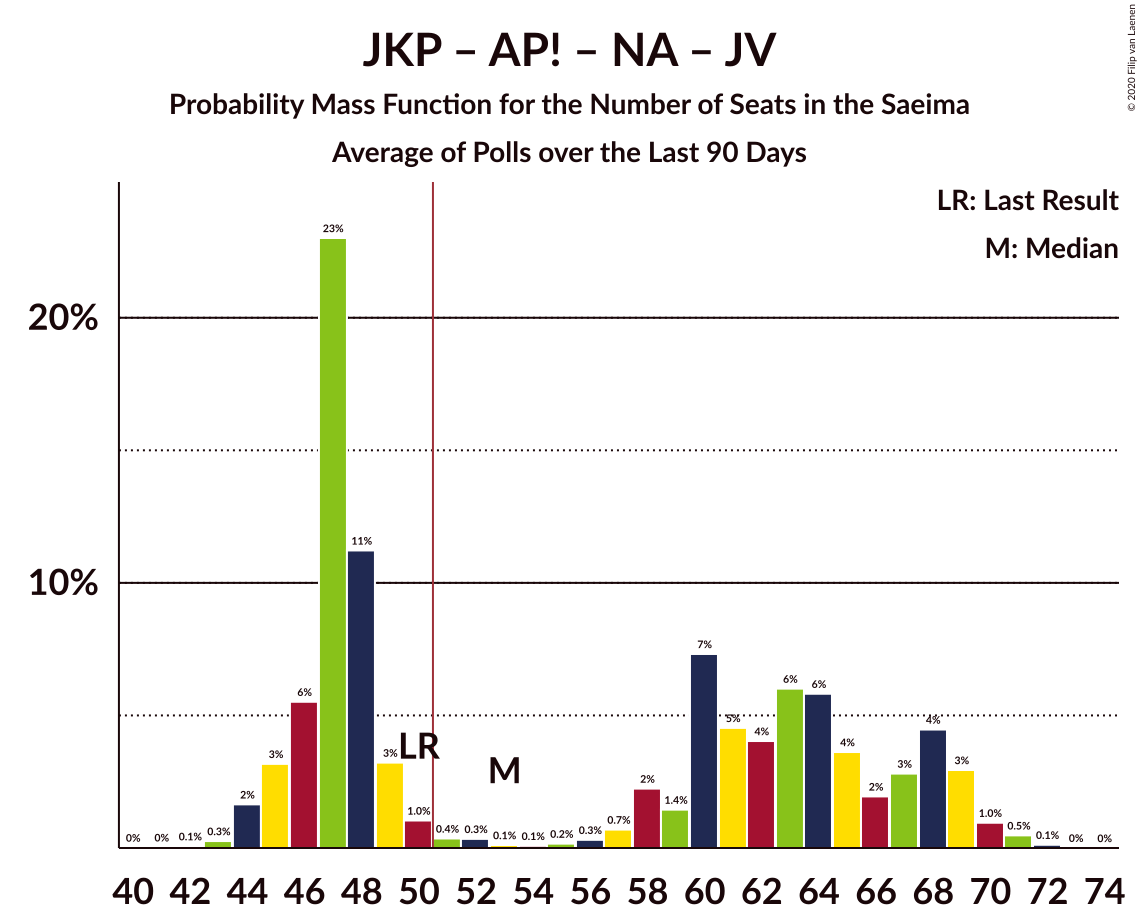 JKP – AP! – NA – JV
Probability Mass Function for the Number of Seats in the Saeima
Average of Polls over the Last 90 Days
© 2020 Filip van Laenen
LR: Last Result
M: Median
20%
10%
0% 0% 0.1% 0.3% 2% 3% 6% 23% 11% 3% 1.0% 0.4% 0.3% 0.1% 0.1% 0.2% 0.3% 0.7% 2% 1.4% 7% 5% 4% 6% 6% 4% 2% 3% 4% 3% 1.0% 0.5% 0.1% 0% 0%
LR
M
40 42 44 46 48 50 52 54 56 58 60 62 64 66 68 70 72 74